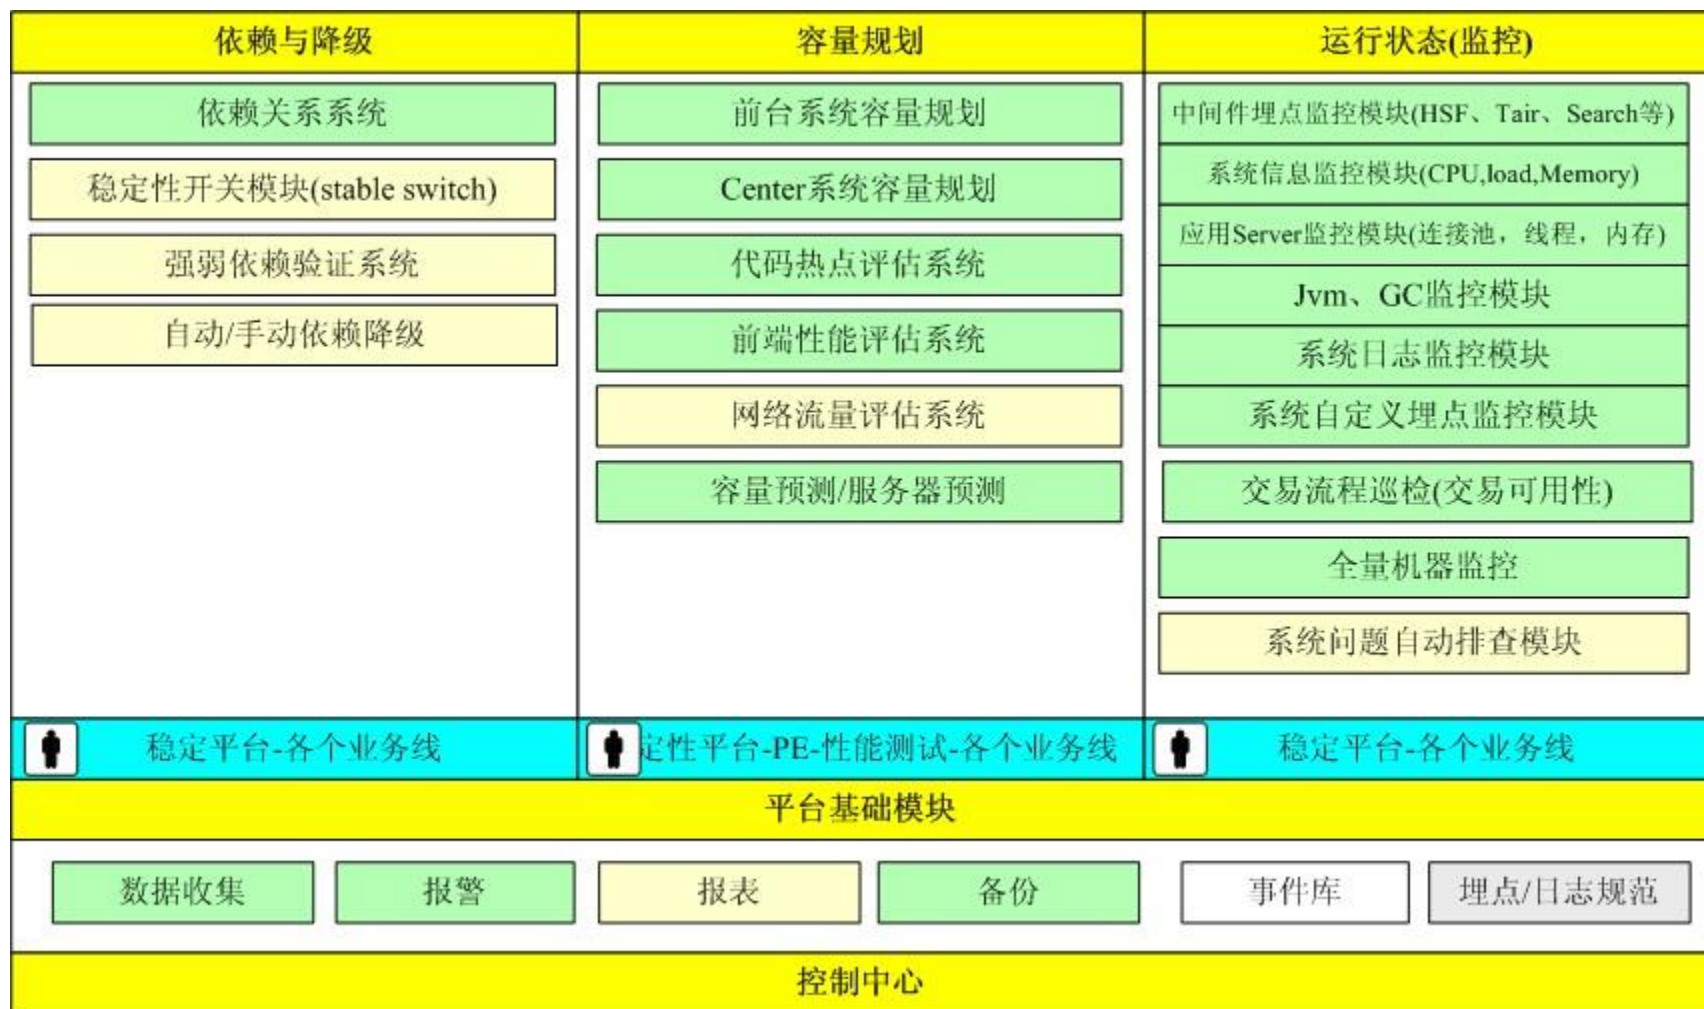 依赖与降级
容量规划
运行状态(监控)
依赖关系系统
稳定性开关模块(stable switch)
强弱依赖验证系统
自动/手动依赖降级
前台系统容量规划
Center系统容量规划
代码热点评估系统
前端性能评估系统
网络流量评估系统
容量预测/服务器预测
中间件埋点监控模块(HSF、Tair、Search等)
系统信息监控模块(CPU,load,Memory)
应用Server监控模块(连接池，线程，内存)
Jvm、GC监控模块
系统日志监控模块
系统自定义埋点监控模块
交易流程巡检(交易可用性)
全量机器监控
系统问题自动排查模块
稳定平台-各个业务线
定性平台-PE-性能测试-各个业务线
稳定平台-各个业务线
平台基础模块
数据收集
报警
报表
备份
事件库
埋点/日志规范
控制中心